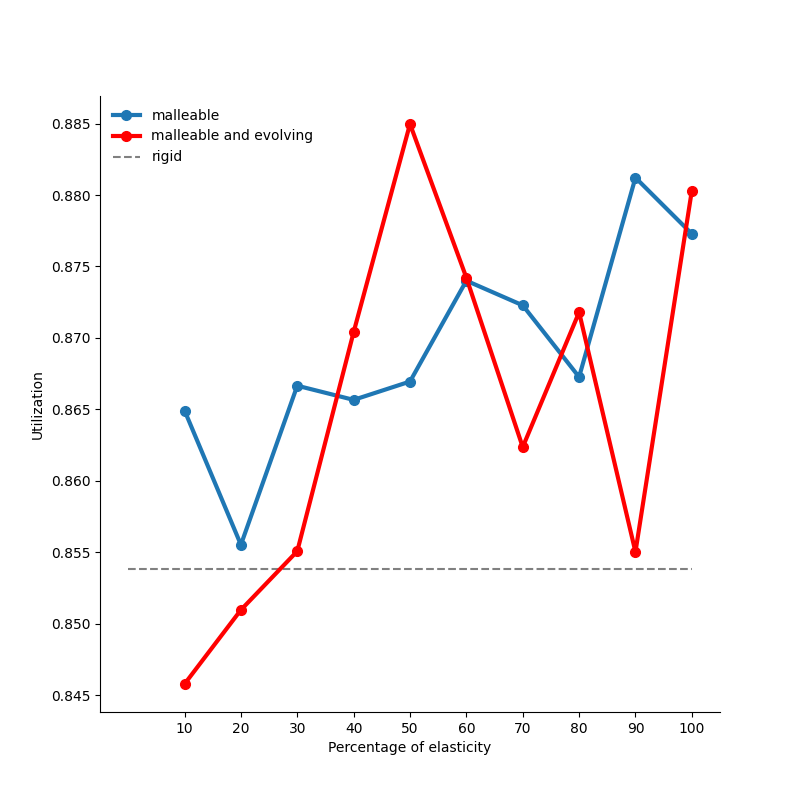 malleable
malleable and evolving
rigid
Utilization
0.885
0.880
0.875
0.870
0.865
0.860
0.855
0.850
0.845
10 20 30 40 50 60 70 80 90 100
Percentage of elasticity